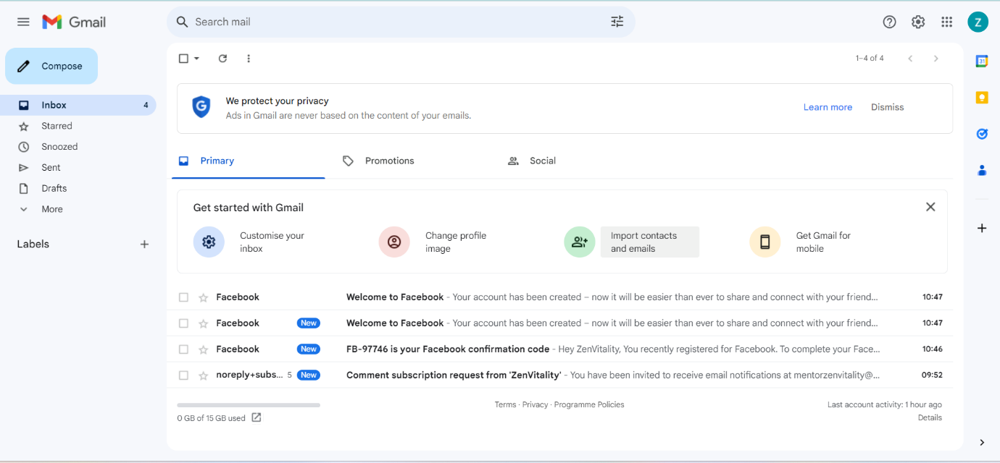 Gmail
Search mail
Z
Compose
1–4 of 4
31
Inbox 4
Starred
Snoozed
Sent
Drafts
More
Labels
G
We protect your privacy
Ads in Gmail are never based on the content of your emails.
Learn more
Dismiss
Primary
Promotions
Social
Get started with Gmail
Customise your
inbox
Change profile
image
Import contacts
and emails
Get Gmail for
mobile
Facebook Welcome to Facebook - Your account has been created – now it will be easier than ever to share and connect with your friend... 10:47
Facebook New Welcome to Facebook - Your account has been created – now it will be easier than ever to share and connect with your friend... 10:47
Facebook New FB-97746 is your Facebook confirmation code - Hey ZenVitality, You recently registered for Facebook. To complete your Face... 10:46
noreply+subs... 5 New Comment subscription request from 'ZenVitality' - You have been invited to receive email notifications at mentorzenvitality@... 09:52
0 GB of 15 GB used
Terms · Privacy · Programme Policies
Last account activity: 1 hour ago
Details